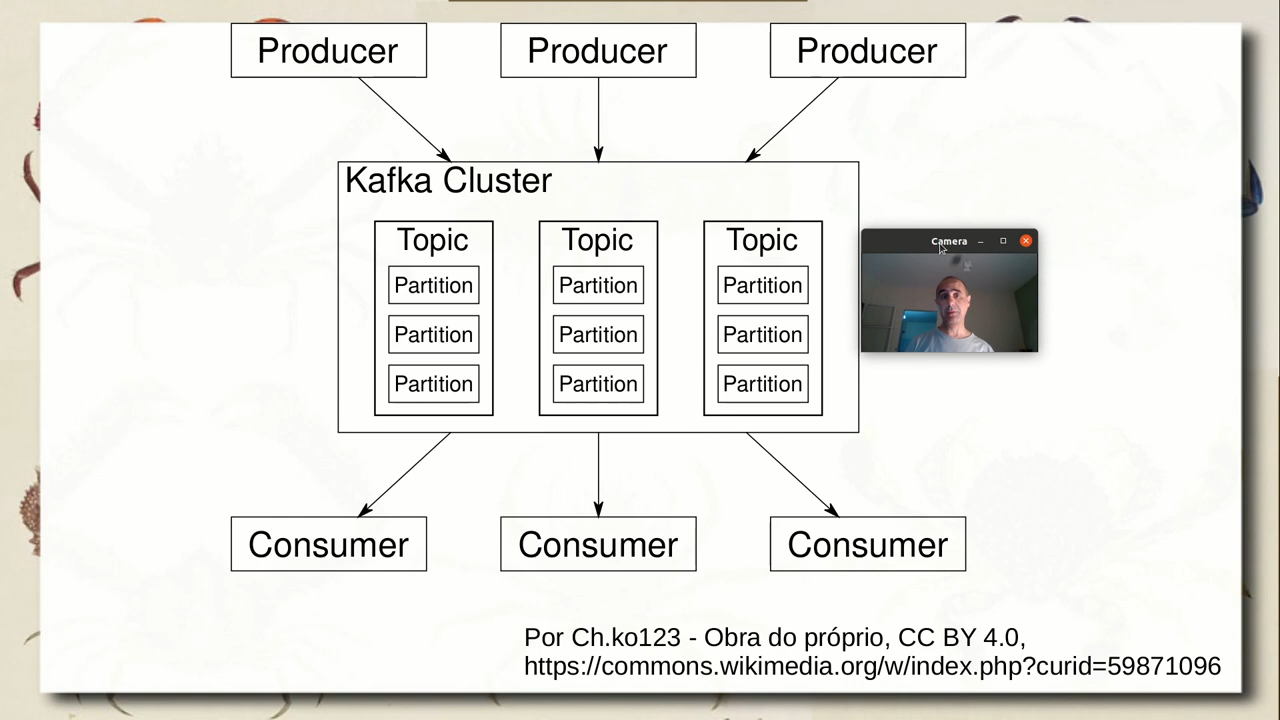 Producer
Producer
Producer
Kafka Cluster
Topic
Topic
Topic
Partition
Partition
Partition
Partition
Partition
Partition
Partition
Partition
Partition
Camera
Consumer
Consumer
Consumer
Por Ch.ko123 - Obra do próprio, CC BY 4.0,
https://commons.wikimedia.org/w/index.php?curid=59871096